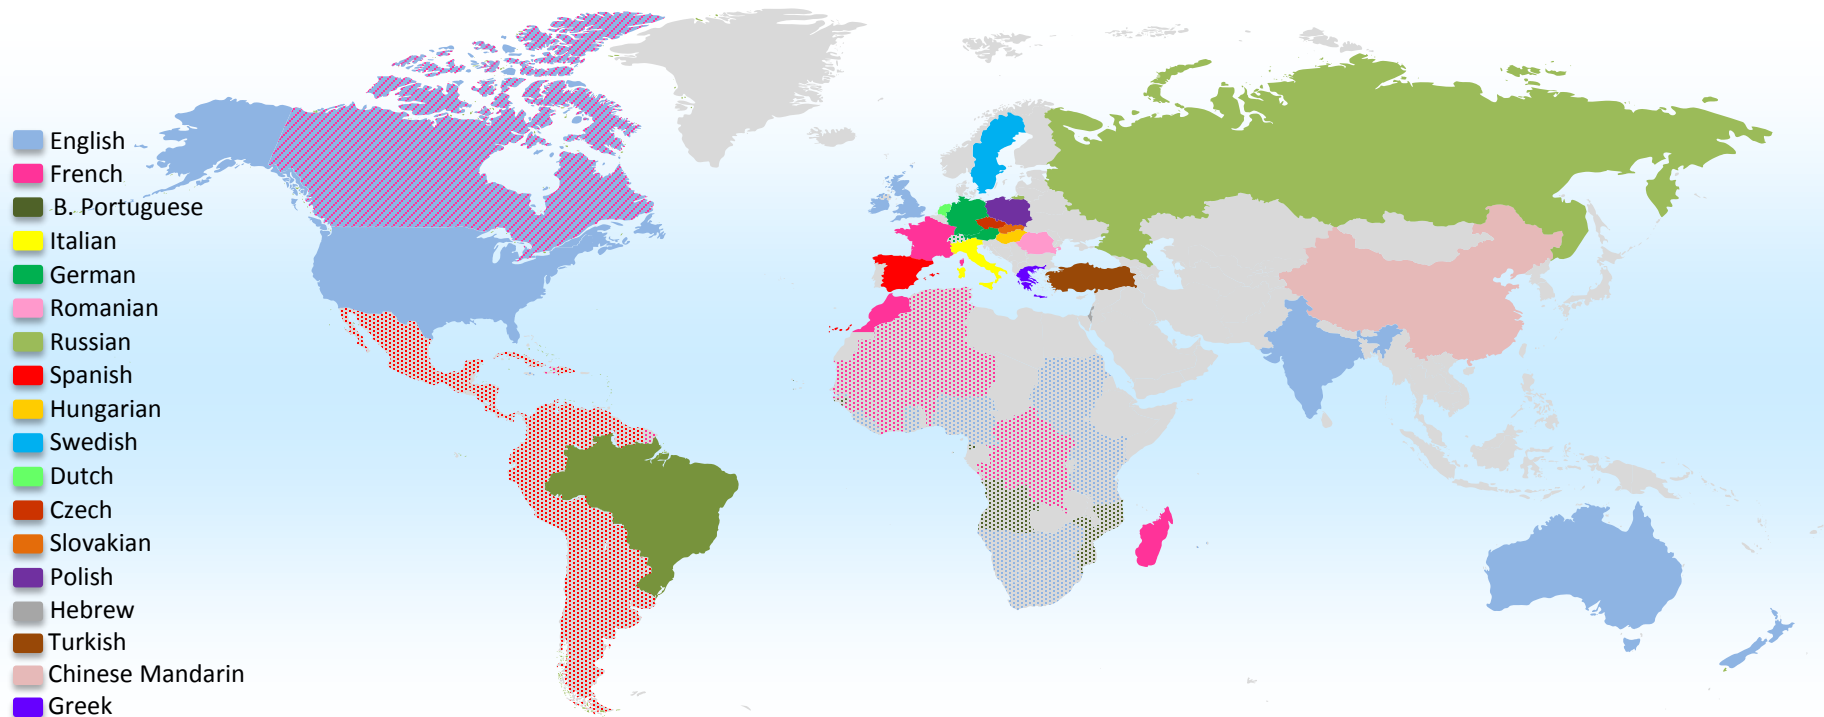 English
French
B. Portuguese
Italian
German
Romanian
Russian
Spanish
Hungarian
Swedish
Dutch
Czech
Slovakian
Polish
Hebrew
Turkish
Chinese Mandarin
Greek